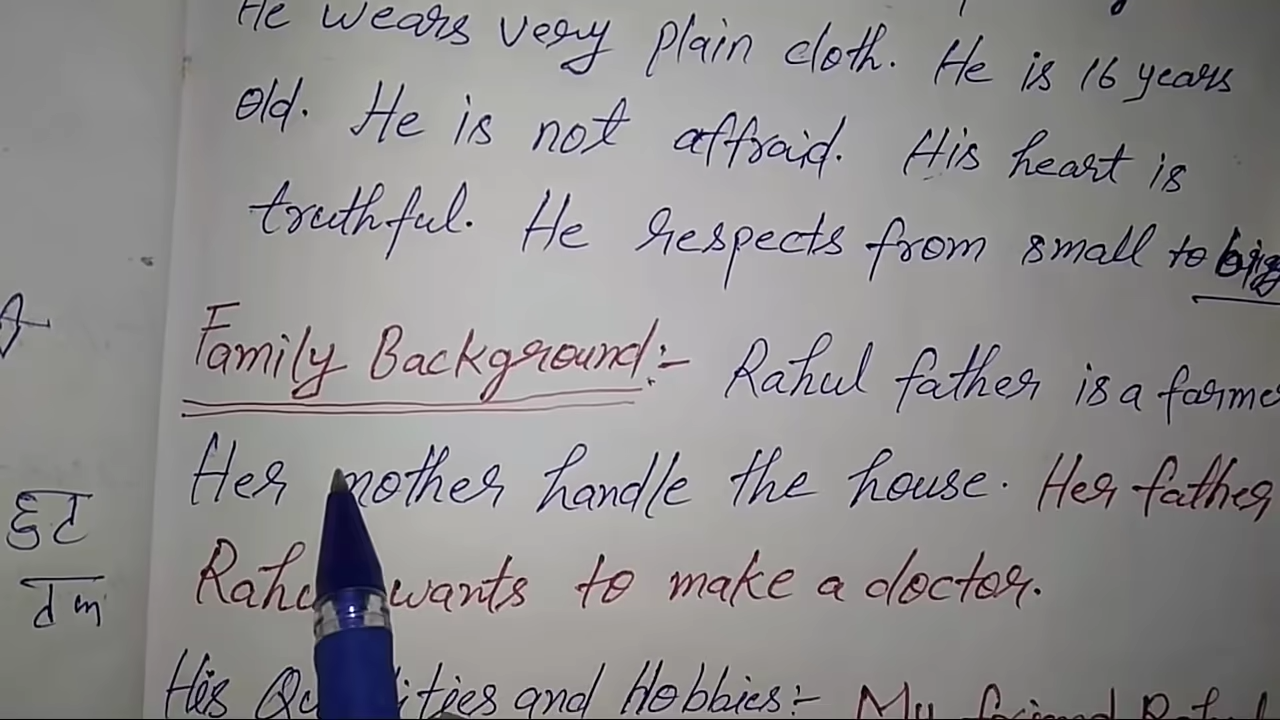 He wears very plain cloth. He is 16 years
old. He is not affraid. His heart is
truthful. He respects from small to big
Family Background:- Rahul father is a farme
Her mother handle the house. Her father
wants to make a doctor.
His and Hobbies:- My friend